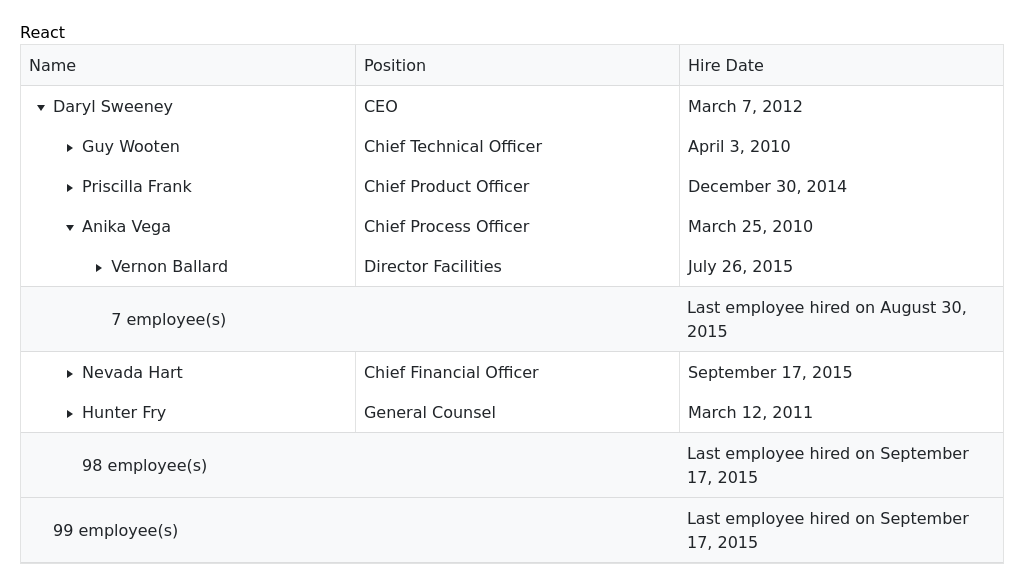 React
Name Position Hire Date
Daryl Sweeney CEO March 7, 2012
Guy Wooten Chief Technical Officer April 3, 2010
Priscilla Frank Chief Product Officer December 30, 2014
Anika Vega Chief Process Officer March 25, 2010
Vernon Ballard Director Facilities July 26, 2015
7 employee(s) Last employee hired on August 30,
2015
Nevada Hart Chief Financial Officer September 17, 2015
Hunter Fry General Counsel March 12, 2011
98 employee(s) Last employee hired on September
17, 2015
99 employee(s) Last employee hired on September
17, 2015